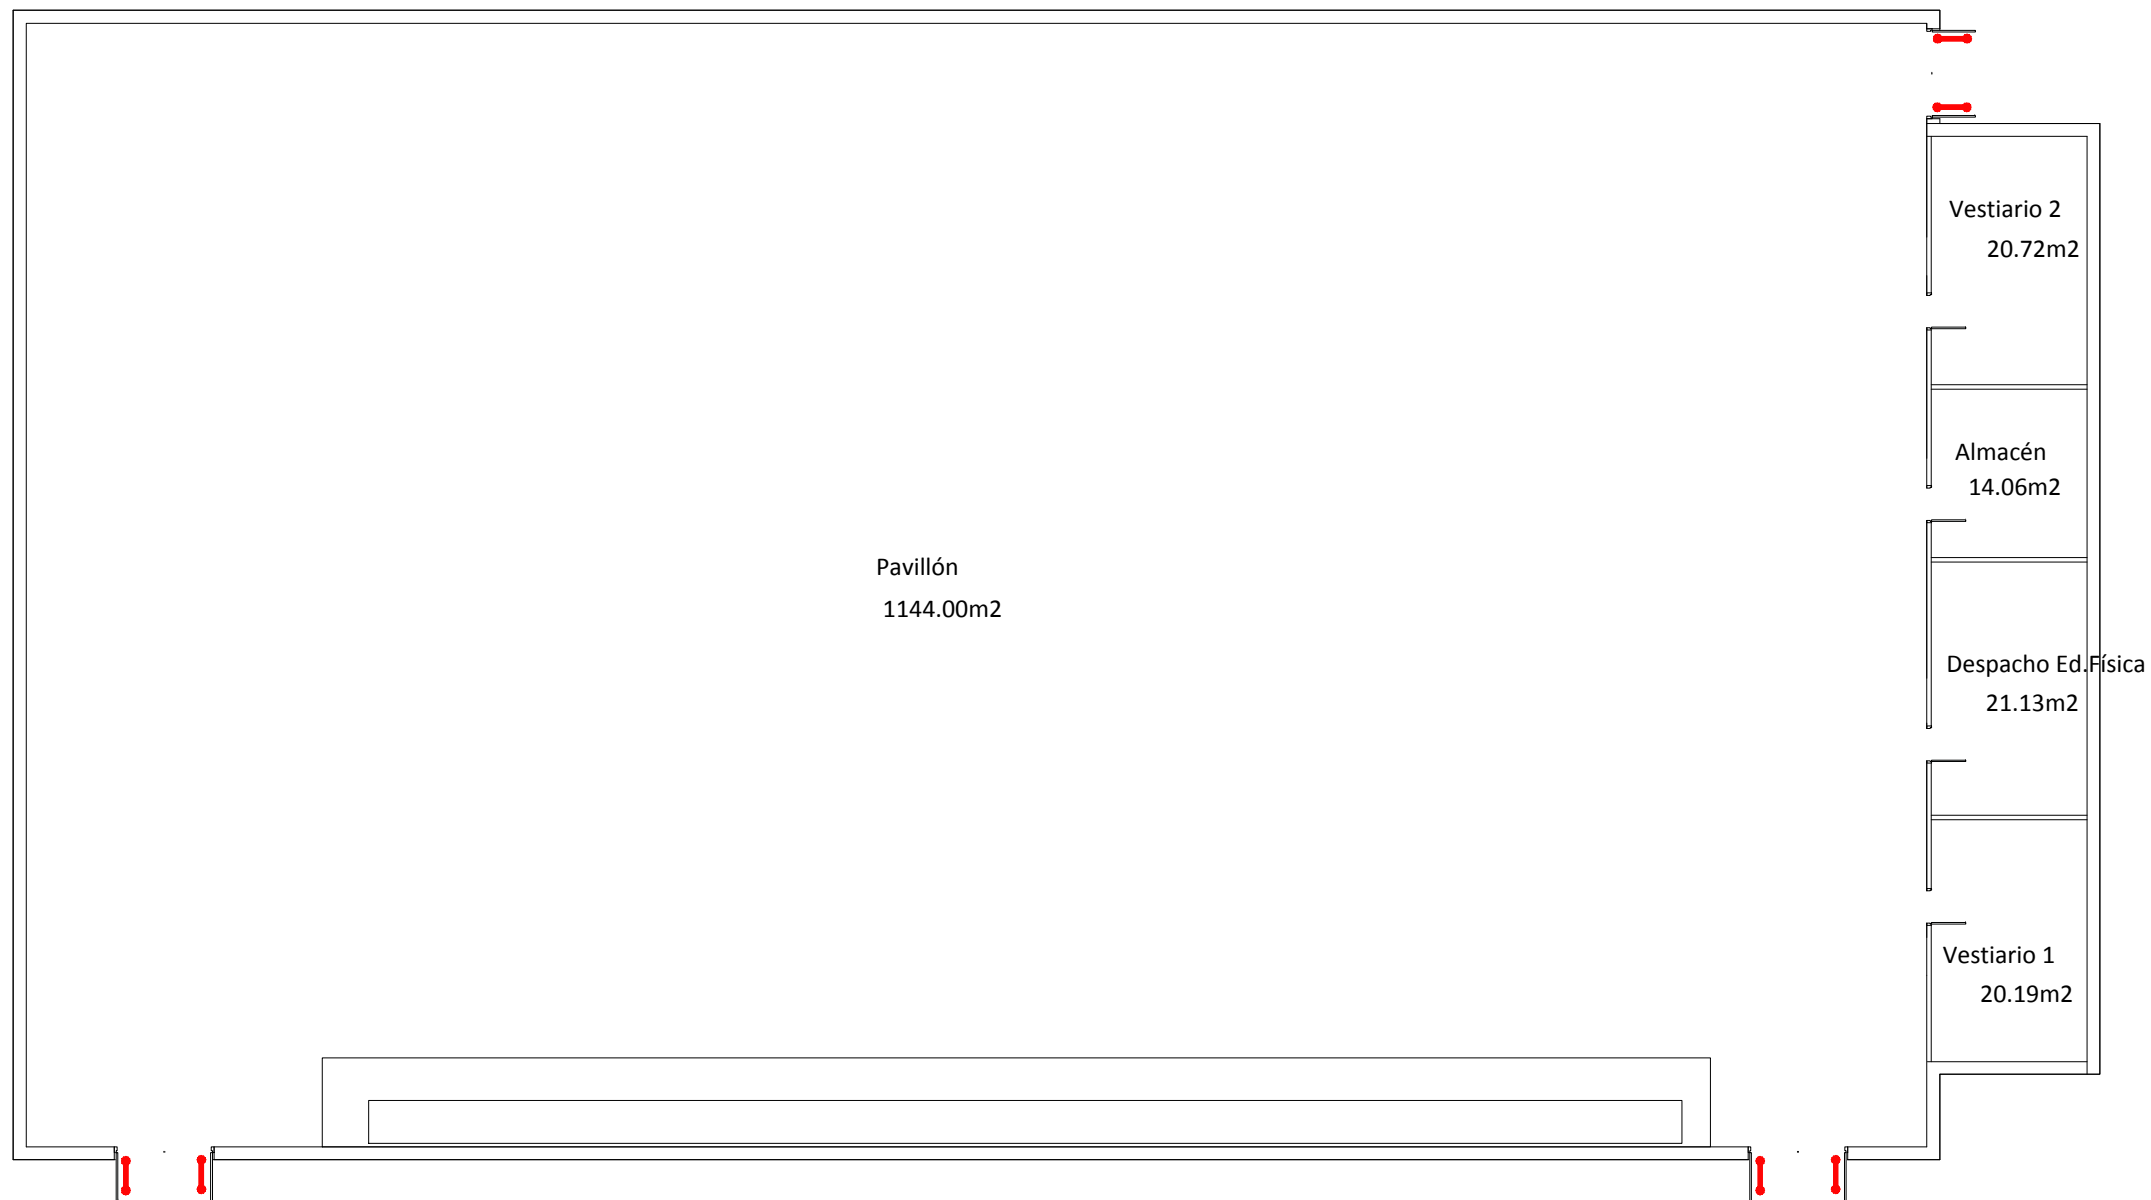 Vestiario 2
20.72m2
Almacén
14.06m2
Pavillón
1144.00m2
Despacho Ed.Física
21.13m2
Vestiario 1
20.19m2